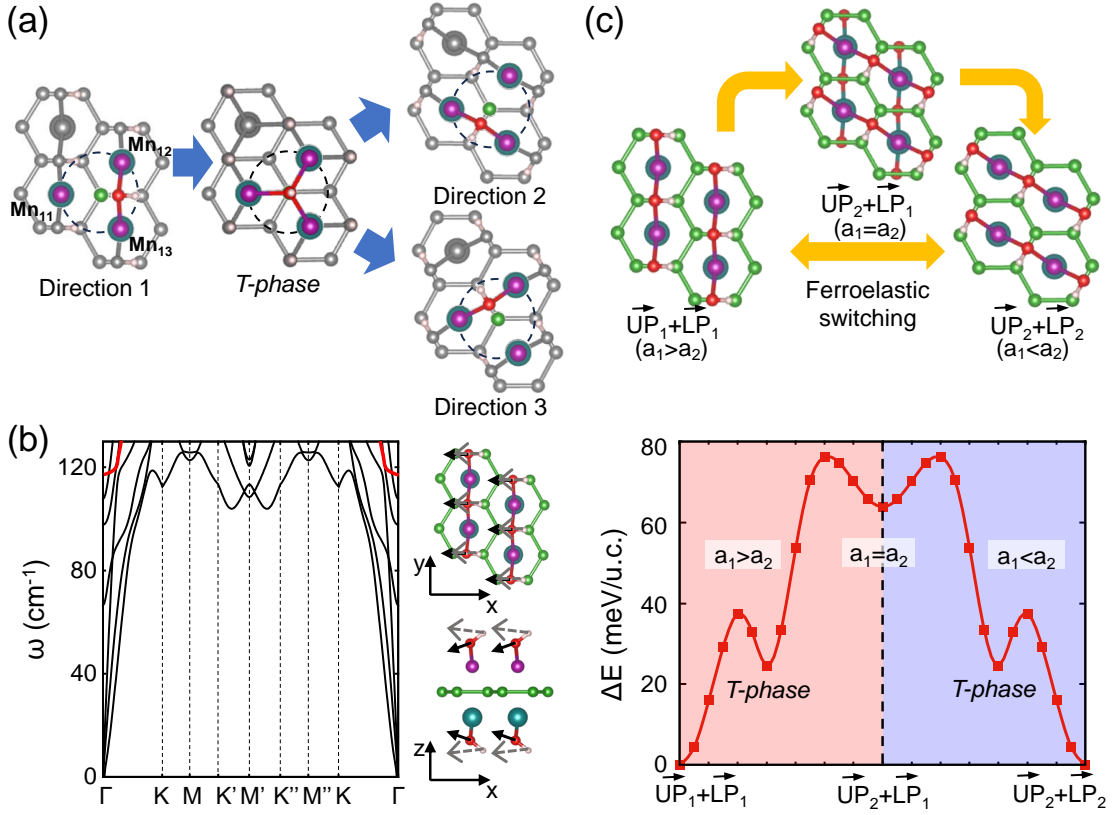 (a)
Mn12
Mn11
Mn13
Direction 1
T-phase
Direction 2
Direction 3
(c)
UP2+LP1
(a1=a2)
Ferroelastic
switching
UP1+LP1
(a1>a2)
UP2+LP2
(a1<a2)
(b)
ω (cm-1)
120
80
40
0
Γ K M K' M' K'' M'' K Γ
y
x
z
x
ΔE (meV/u.c.)
80
60
40
20
0
a1>a2
a1=a2
a1<a2
T-phase
T-phase
UP1+LP1
UP2+LP1
UP2+LP2